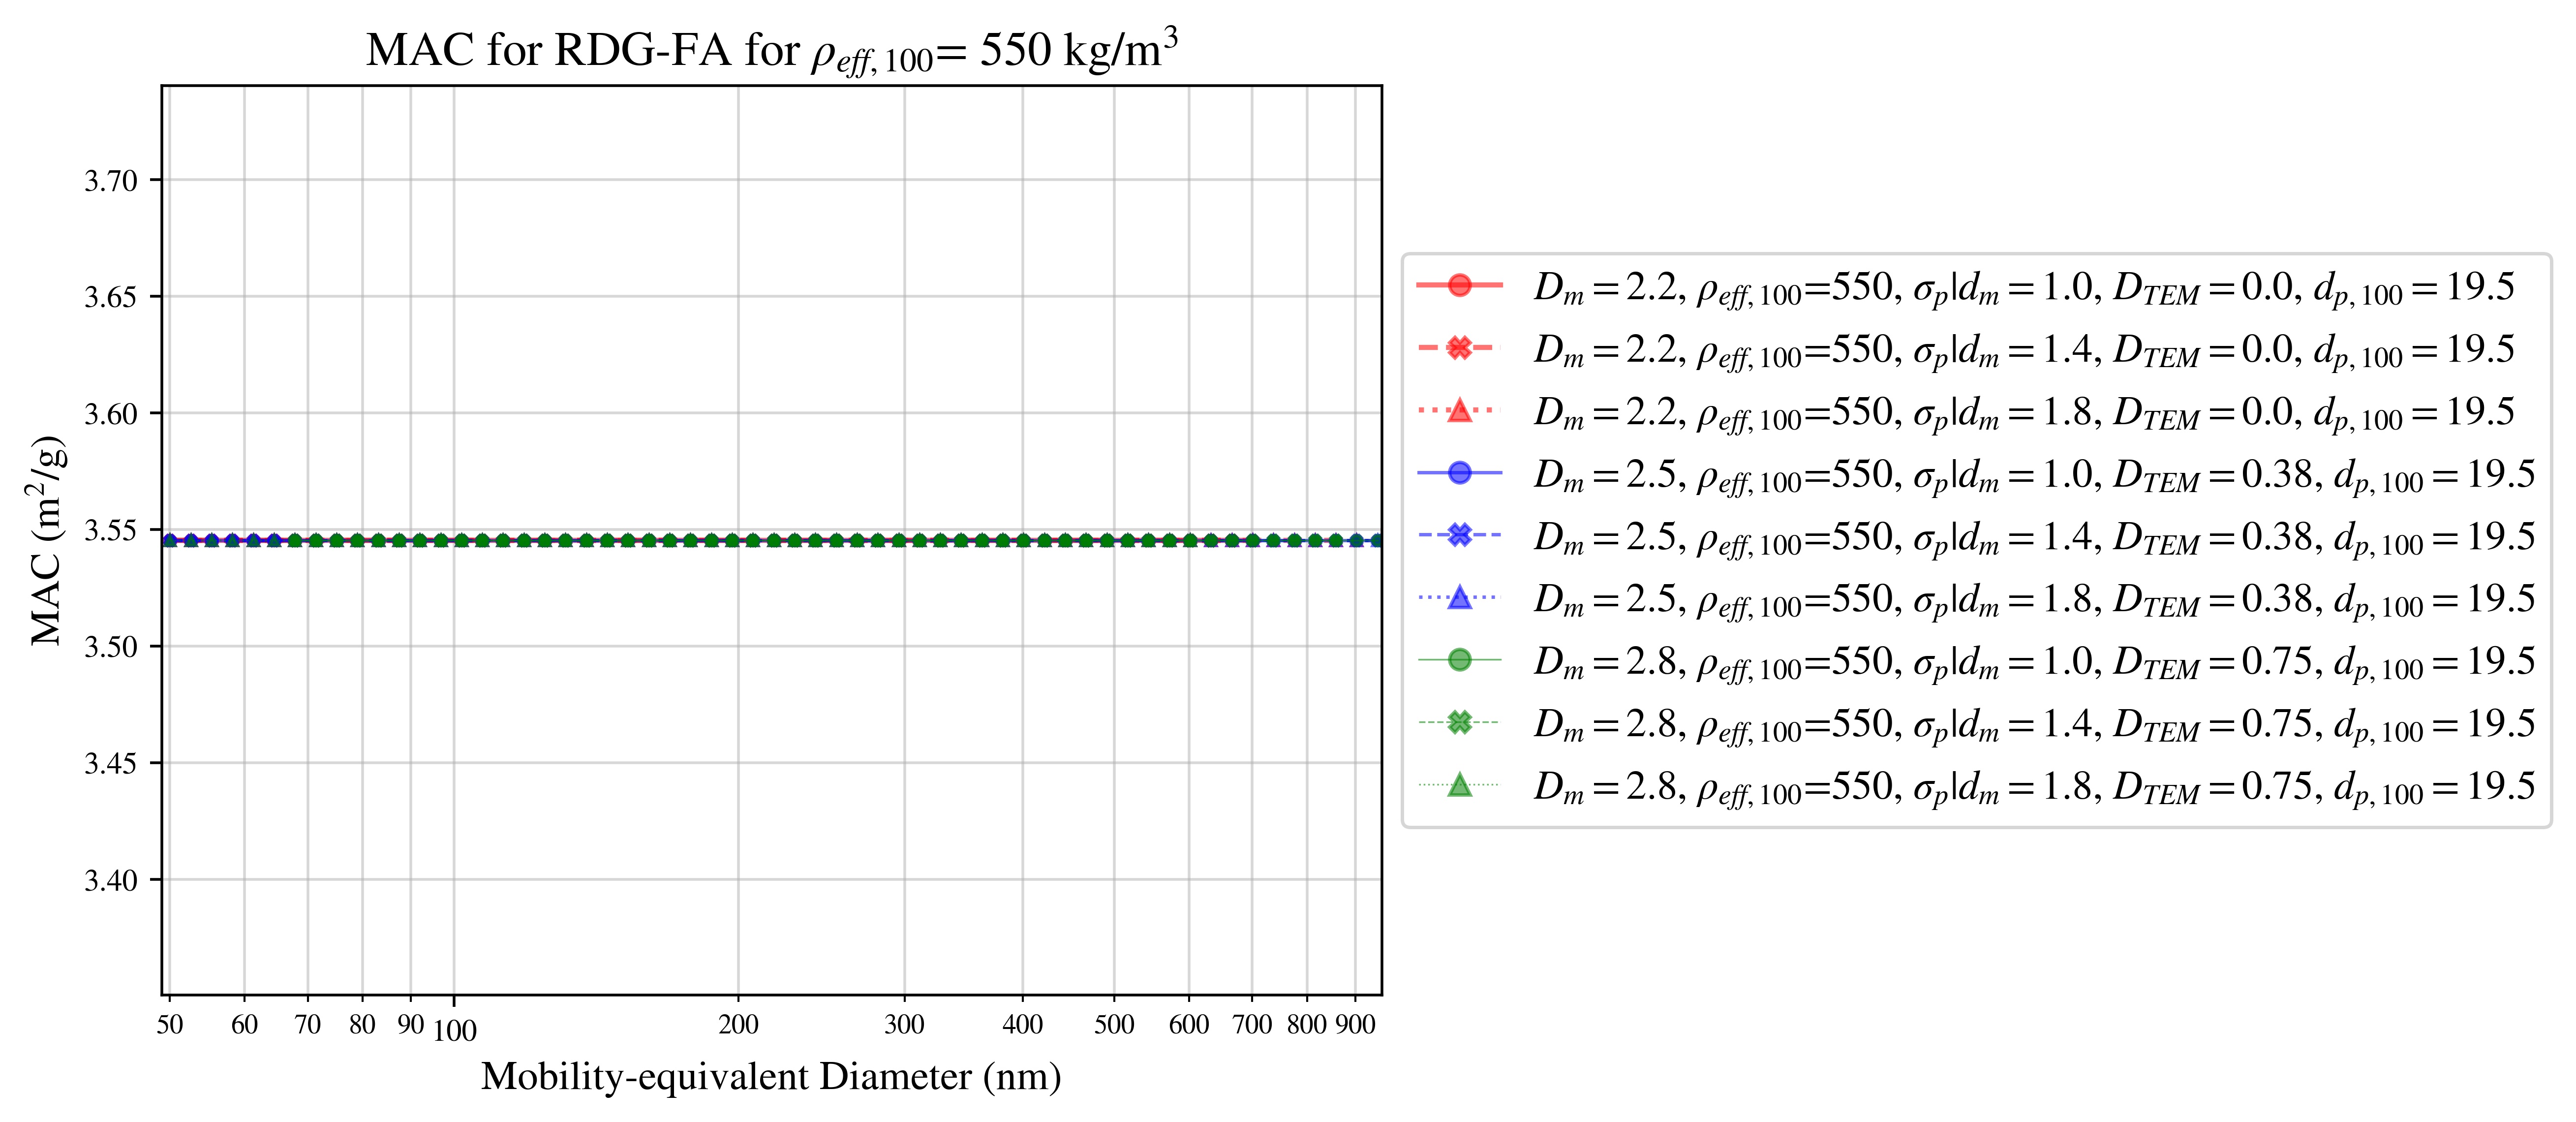 MAC for RDG-FA for ρeff,100= 550 kg/m³
MAC (m²/g)
3.70
3.65
3.60
3.55
3.50
3.45
3.40
50 60 70 80 90 100 200 300 400 500 600 700 800 900
Mobility-equivalent Diameter (nm)
Dm = 2.2, ρeff,100=550, σp|dm = 1.0, DTEM = 0.0, dp,100 = 19.5
Dm = 2.2, ρeff,100=550, σp|dm = 1.4, DTEM = 0.0, dp,100 = 19.5
Dm = 2.2, ρeff,100=550, σp|dm = 1.8, DTEM = 0.0, dp,100 = 19.5
Dm = 2.5, ρeff,100=550, σp|dm = 1.0, DTEM = 0.38, dp,100 = 19.5
Dm = 2.5, ρeff,100=550, σp|dm = 1.4, DTEM = 0.38, dp,100 = 19.5
Dm = 2.5, ρeff,100=550, σp|dm = 1.8, DTEM = 0.38, dp,100 = 19.5
Dm = 2.8, ρeff,100=550, σp|dm = 1.0, DTEM = 0.75, dp,100 = 19.5
Dm = 2.8, ρeff,100=550, σp|dm = 1.4, DTEM = 0.75, dp,100 = 19.5
Dm = 2.8, ρeff,100=550, σp|dm = 1.8, DTEM = 0.75, dp,100 = 19.5